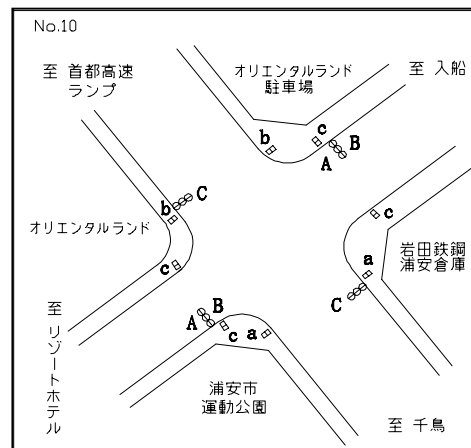 No.10
至 首都高速
ランプ
オリエンタルランド
駐車場
至 入船
b
c
A
B
b
C
オリエンタルランド
c
c
a
岩田鉄鋼
浦安倉庫
C
A
B
c
a
至 リゾートホテル
浦安市
運動公園
至 千鳥